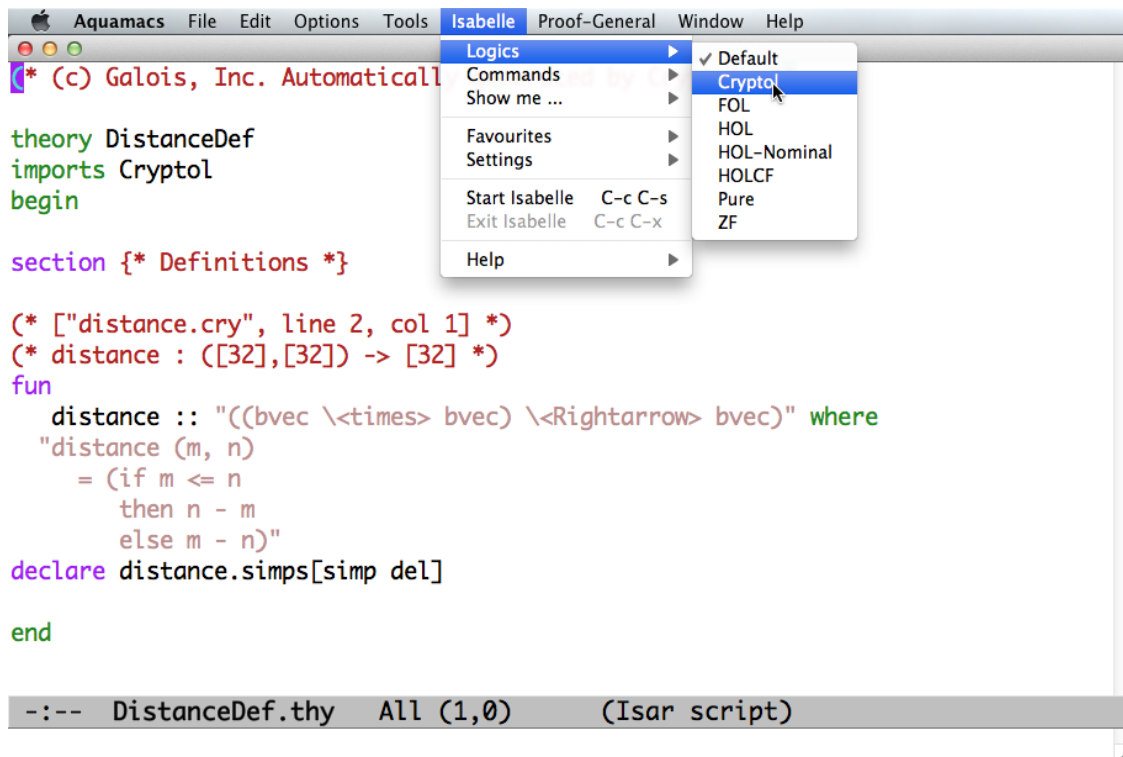 Aquamacs File Edit Options Tools Isabelle Proof-General Window Help
Logics
Commands
Show me ...
Favourites
Settings
Start Isabelle C-c C-s
Exit Isabelle C-c C-x
Help
✓ Default
Cryptol
FOL
HOL
HOL-Nominal
HOLCF
Pure
ZF
(* (c) Galois, Inc. Automatically
theory DistanceDef
imports Cryptol
begin
section {* Definitions *}
(* ["distance.cry", line 2, col 1] *)
(* distance : ([32],[32]) -> [32] *)
fun
distance :: "((bvec \<times> bvec) \<Rightarrow> bvec)" where
"distance (m, n)
= (if m <= n
then n - m
else m - n)"
declare distance.simps[simp del]
end
-:-- DistanceDef.thy All (1,0) (Isar script)